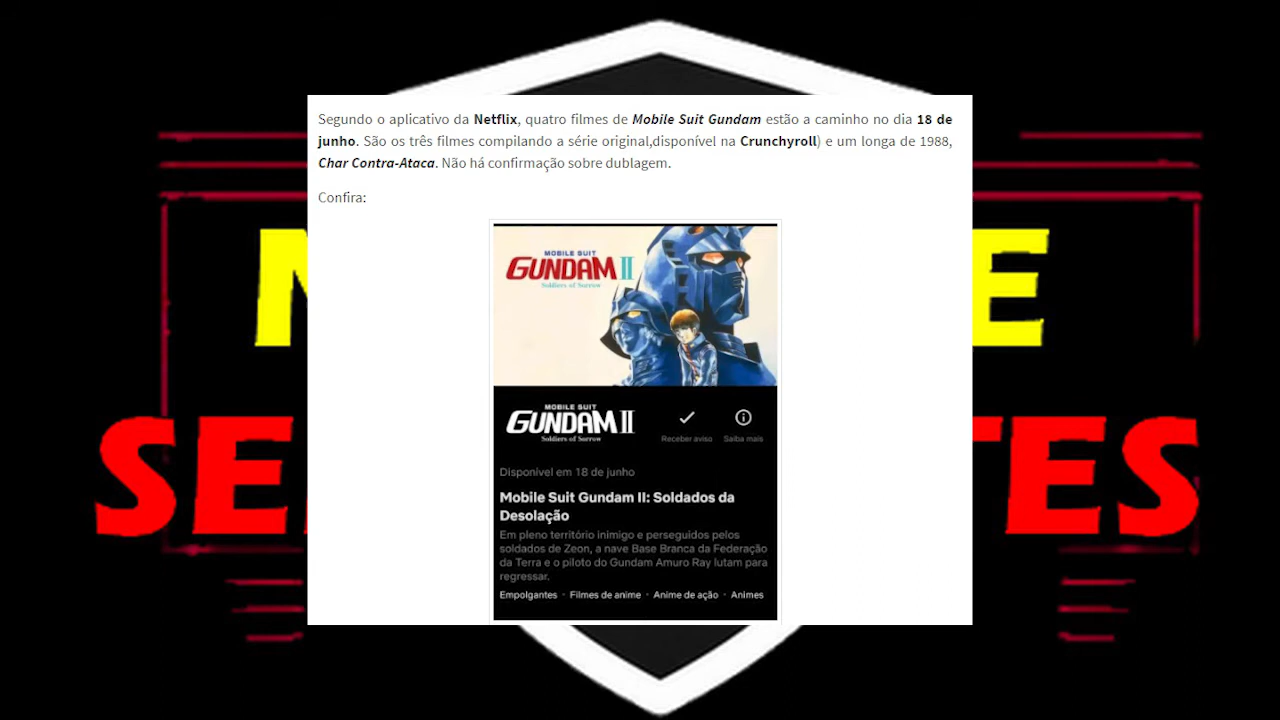 Segundo o aplicativo da Netflix, quatro filmes de Mobile Suit Gundam estão a caminho no dia 18 de
junho. São os três filmes compilando a série original,disponível na Crunchyroll) e um longa de 1988,
Char Contra-Ataca. Não há confirmação sobre dublagem.
Confira:
MOBILE SUIT
GUNDAM II
Soldiers of Sorrow
MOBILE SUIT
GUNDAM II
Soldiers of Sorrow
Receber aviso Saiba mais
Disponível em 18 de junho
Mobile Suit Gundam II: Soldados da
Desolação
Em pleno território inimigo e perseguidos pelos
soldados de Zeon, a nave Base Branca da Federação
da Terra e o piloto do Gundam Amuro Ray lutam para
regressar.
Empolgantes · Filmes de anime · Anime de ação · Animes